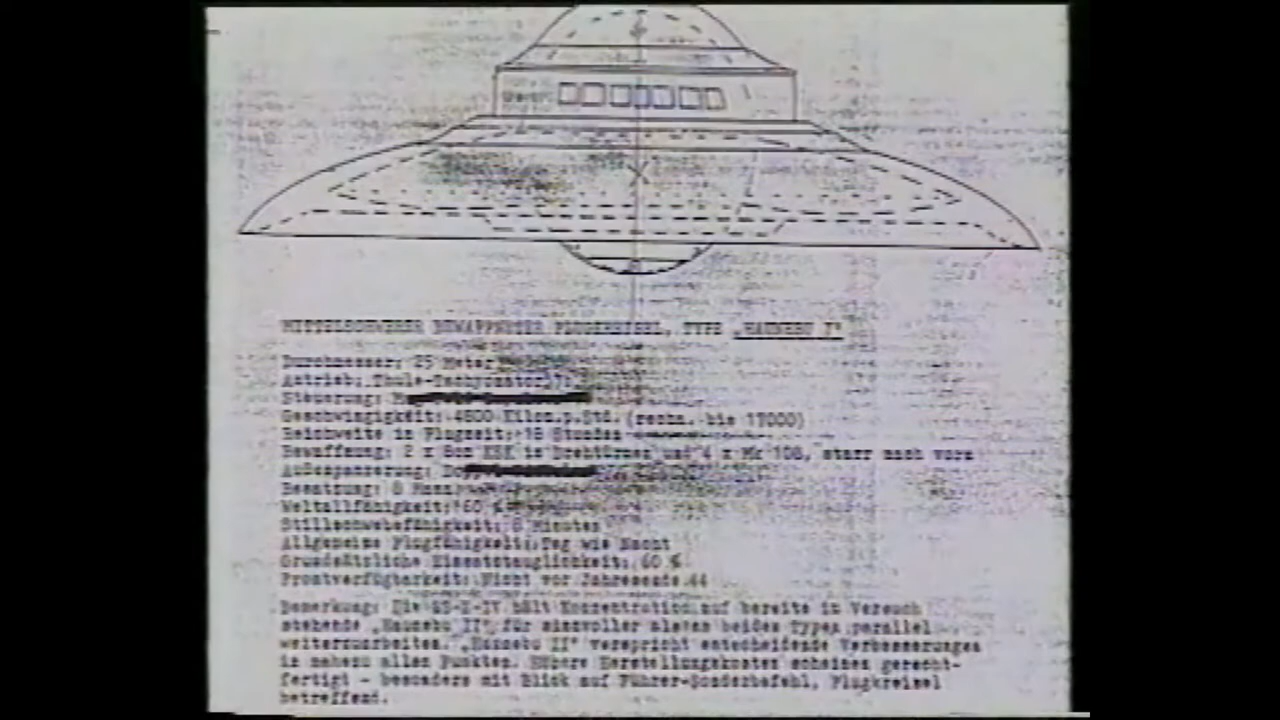 MITTELSCHWERER BEWAFFNETER FLUGKREISEL, TYPE „HAUNEBU I"
Durchmesser: 25 Meter
Antrieb: Thule-Tachyonator
Steuerung:
Geschwingigkeit: 4800 Kilom.p.Std. (rechn. bis 17000)
Reichweite in Flugzeit: 18 Stunden
Bewaffnung: 2 x 8cm KSK in Drehtürmen und 4 x Mk 108, starr nach vorn
Außenpanzerung:
Besatzung: 8 Mann
Weltallfähigkeit: 60 %
Stillschwebefähigkeit: 8 Minuten
Allgemeine Flugfähigkeit: Tag wie Nacht
Grundsätzliche Einsatztauglichkeit: 60 %
Frontverfügbarkeit: Nicht vor Jahresende 44
Bemerkung: Die SS-E-IV hält Konzentration auf bereits in Versuch
stehende „Haunebu II" für sinnvoller als an beiden Typen parallel
weiterzuarbeiten. „Haunebu II" verspricht entscheidende Verbesserungen
in nahezu allen Punkten. Höhere Herstellungskosten scheinen gerecht-
fertigt - besonders mit Blick auf Führer-Sonderbefehl, Flugkreisel
betreffend.